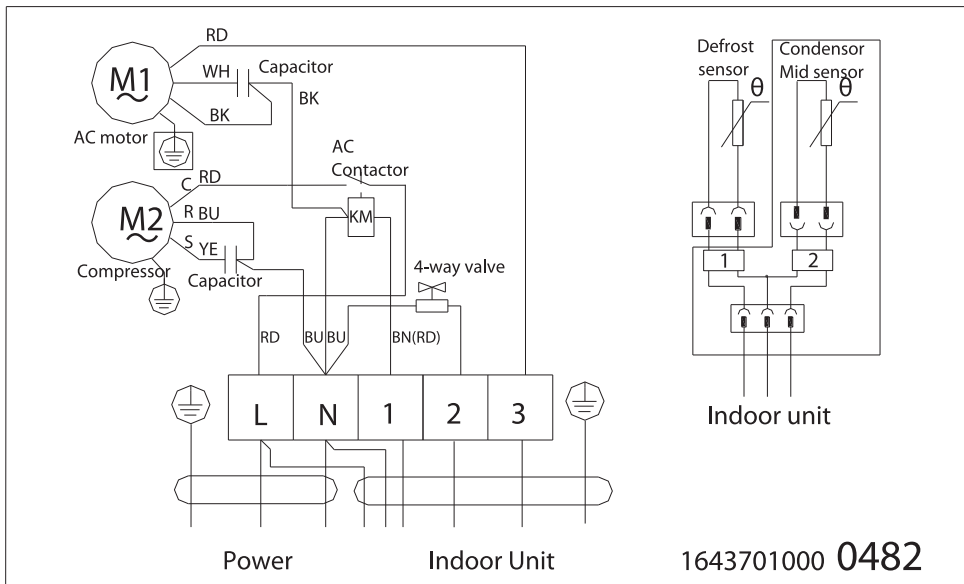 RD
M1
WH
Capacitor
BK
BK
AC motor
AC
Contactor
C RD
R BU
M2
KM
S YE
Compressor
Capacitor
4-way valve
RD
BU
BU
BN(RD)
L
N
1
2
3
Power
Indoor Unit
Defrost
sensor
Condensor
Mid sensor
θ
θ
1
2
Indoor unit
1643701000 0482